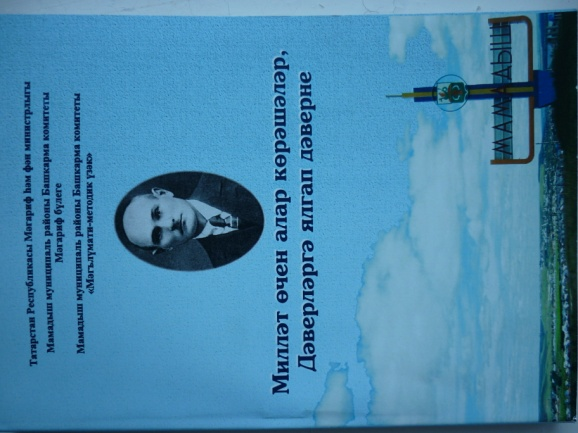 Татарстан Республикасы Мәгариф һәм фән министрлыгы
Мамадыш муниципаль районы Башкарма комитеты
Мәгариф бүлеге
Мамадыш муниципаль районы Башкарма комитеты
«Мәгълүмати-методик үзәк»
Милләт өчен алар көрәшәләр,
Дәверләргә ялгап дәверне
МАМАДЫШ